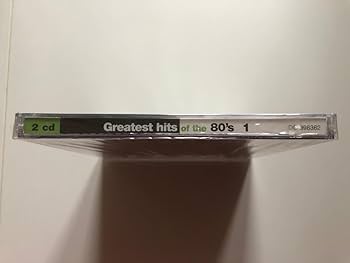 2 cd Greatest hits of the 80's 1